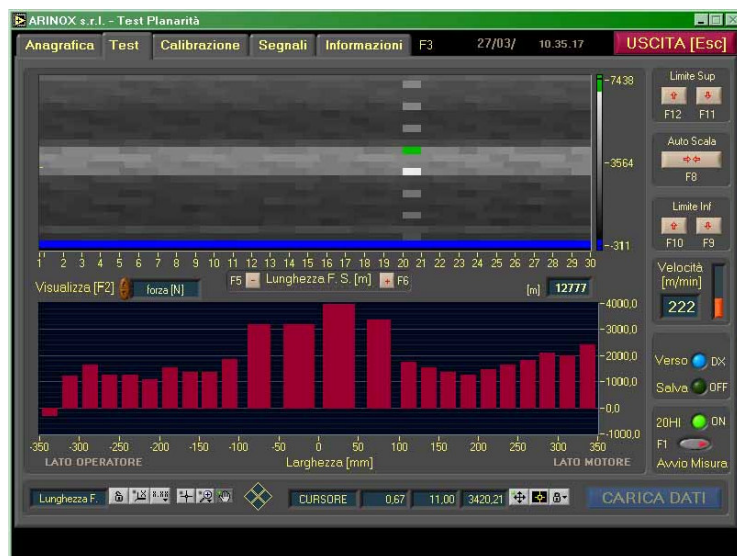 ARINOX s.r.l. - Test Planarità
Anagrafica Test Calibrazione Segnali Informazioni F3 27/03/ 10.35.17 USCITA [Esc]
7438
3564
-311
Limite Sup
F12 F11
Auto Scala
F8
Limite Inf
F10 F9
1 2 3 4 5 6 7 8 9 10 11 12 13 14 15 16 17 18 19 20 21 22 23 24 25 26 27 28 29 30
Visualizza [F2] forza [N] F5 - Lunghezza F. S. [m] + F6 [m] 12777
Velocità
[m/min]
222
4000,0
3000,0
2000,0
1000,0
0,0
-1000,0
Verso DX
Salva OFF
20HI ON
F1
Avvio Misura
-350 -300 -250 -200 -150 -100 -50 0 50 100 150 200 250 300 350
LATO OPERATORE Larghezza [mm] LATO MOTORE
Lunghezza F. CURSORE 0,67 11,00 3420,21 CARICA DATI